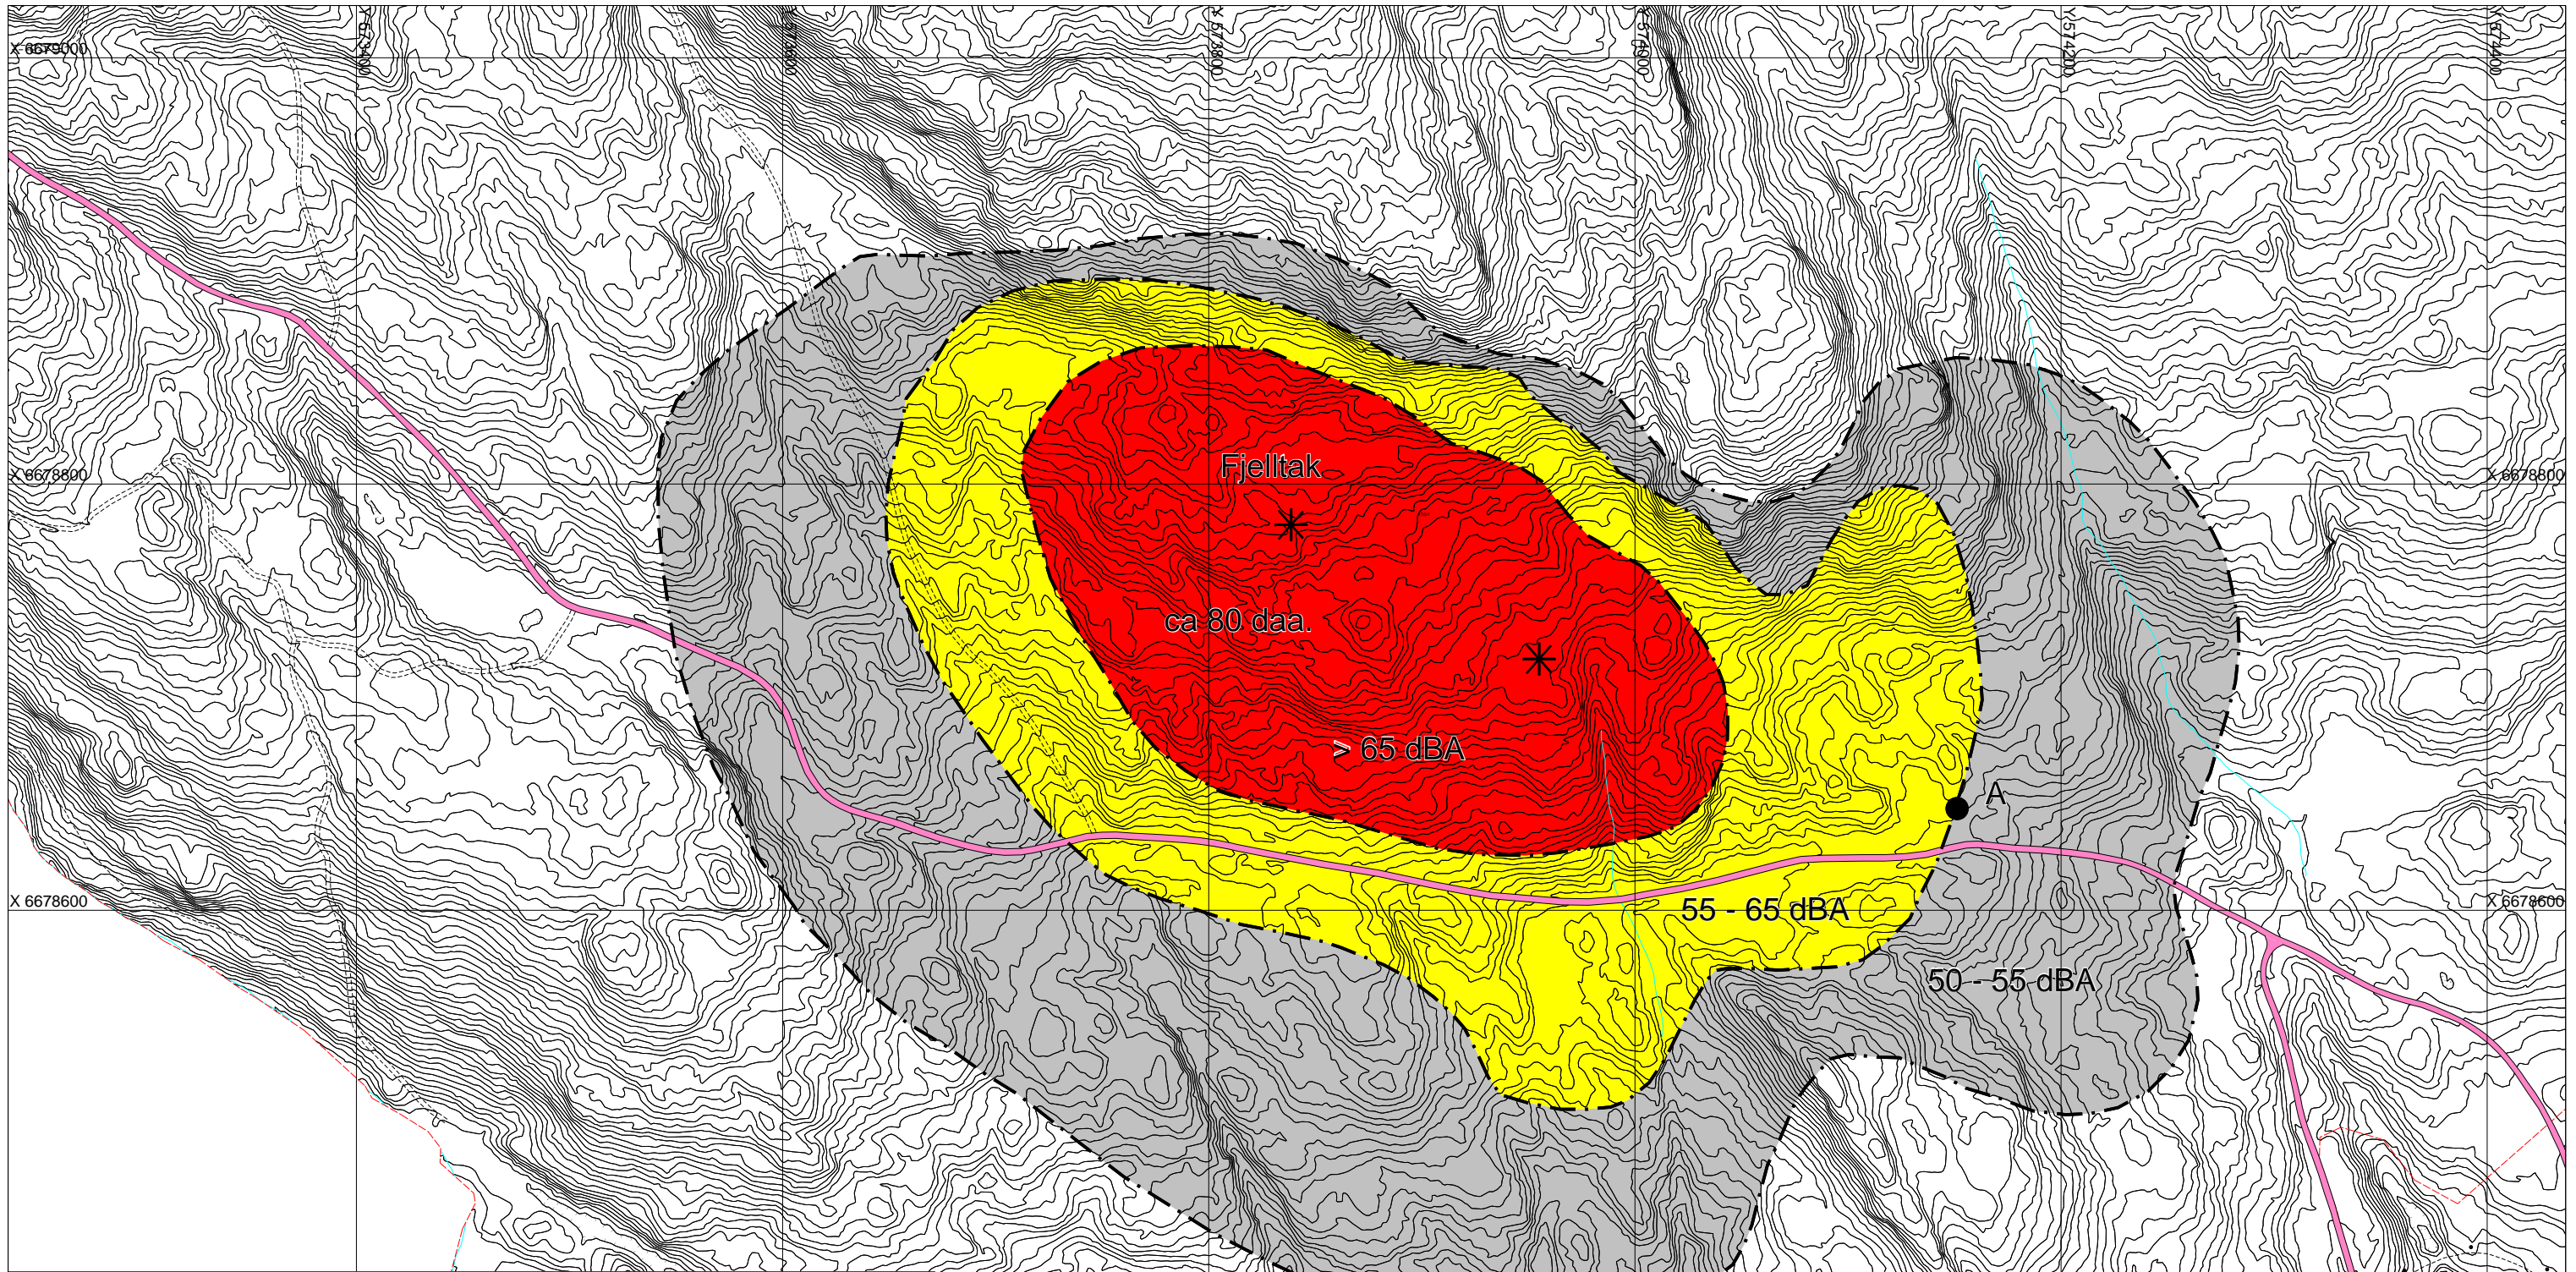 X 6679000
Y 573400
Y 573600
Y 573800
Y 574000
Y 574200
Y 574400
Fjelltak
X 6678800
X 6678800
ca 80 daa.
> 65 dBA
A
X 6678600
55 - 65 dBA
X 6678600
50 - 55 dBA